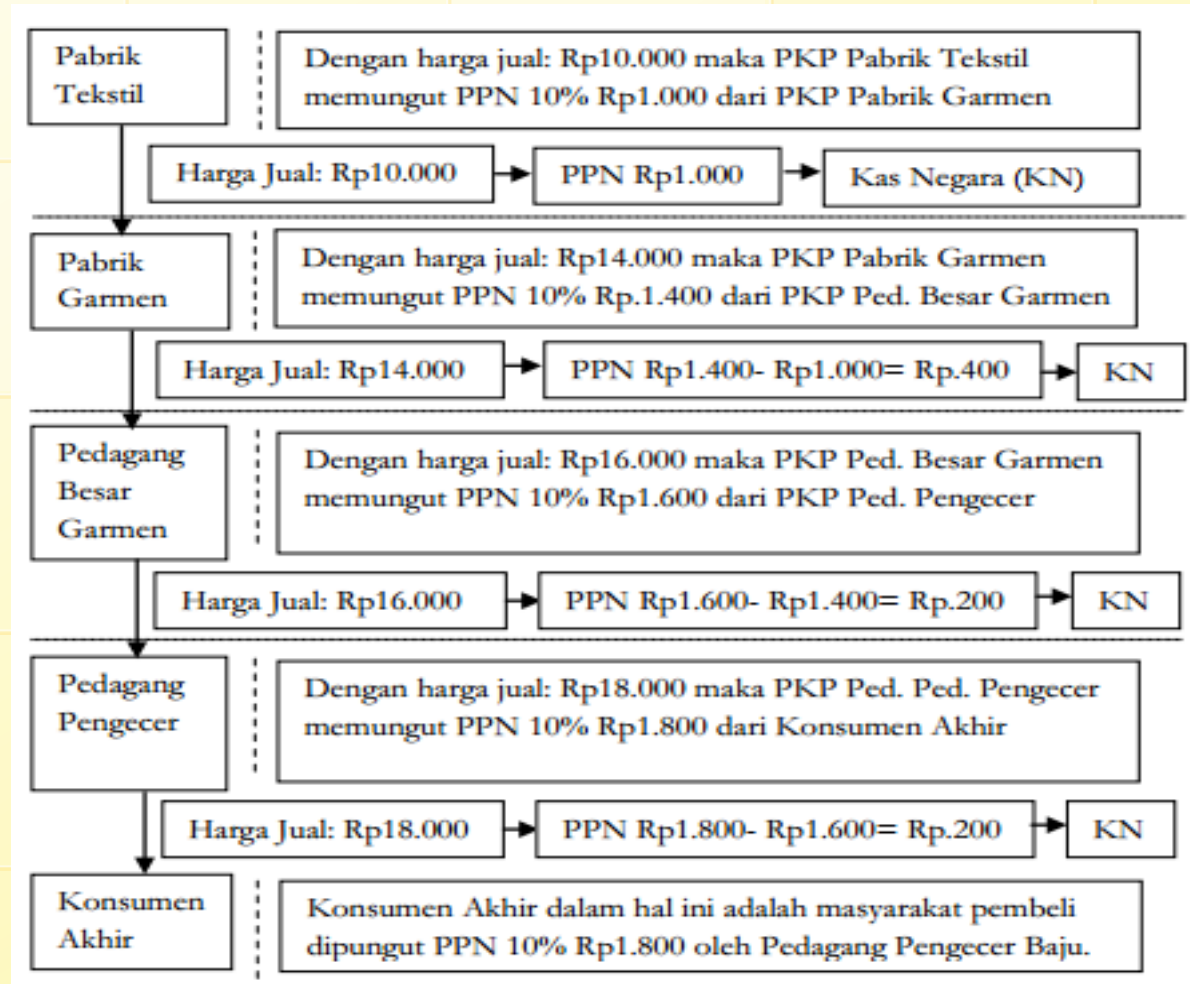 Pabrik
Tekstil
Dengan harga jual: Rp10.000 maka PKP Pabrik Tekstil
memungut PPN 10% Rp1.000 dari PKP Pabrik Garmen
Harga Jual: Rp10.000
PPN Rp1.000
Kas Negara (KN)
Pabrik
Garmen
Dengan harga jual: Rp14.000 maka PKP Pabrik Garmen
memungut PPN 10% Rp.1.400 dari PKP Ped. Besar Garmen
Harga Jual: Rp14.000
PPN Rp1.400- Rp1.000= Rp.400
KN
Pedagang
Besar
Garmen
Dengan harga jual: Rp16.000 maka PKP Ped. Besar Garmen
memungut PPN 10% Rp1.600 dari PKP Ped. Pengecer
Harga Jual: Rp16.000
PPN Rp1.600- Rp1.400= Rp.200
KN
Pedagang
Pengecer
Dengan harga jual: Rp18.000 maka PKP Ped. Ped. Pengecer
memungut PPN 10% Rp1.800 dari Konsumen Akhir
Harga Jual: Rp18.000
PPN Rp1.800- Rp1.600= Rp.200
KN
Konsumen
Akhir
Konsumen Akhir dalam hal ini adalah masyarakat pembeli
dipungut PPN 10% Rp1.800 oleh Pedagang Pengecer Baju.